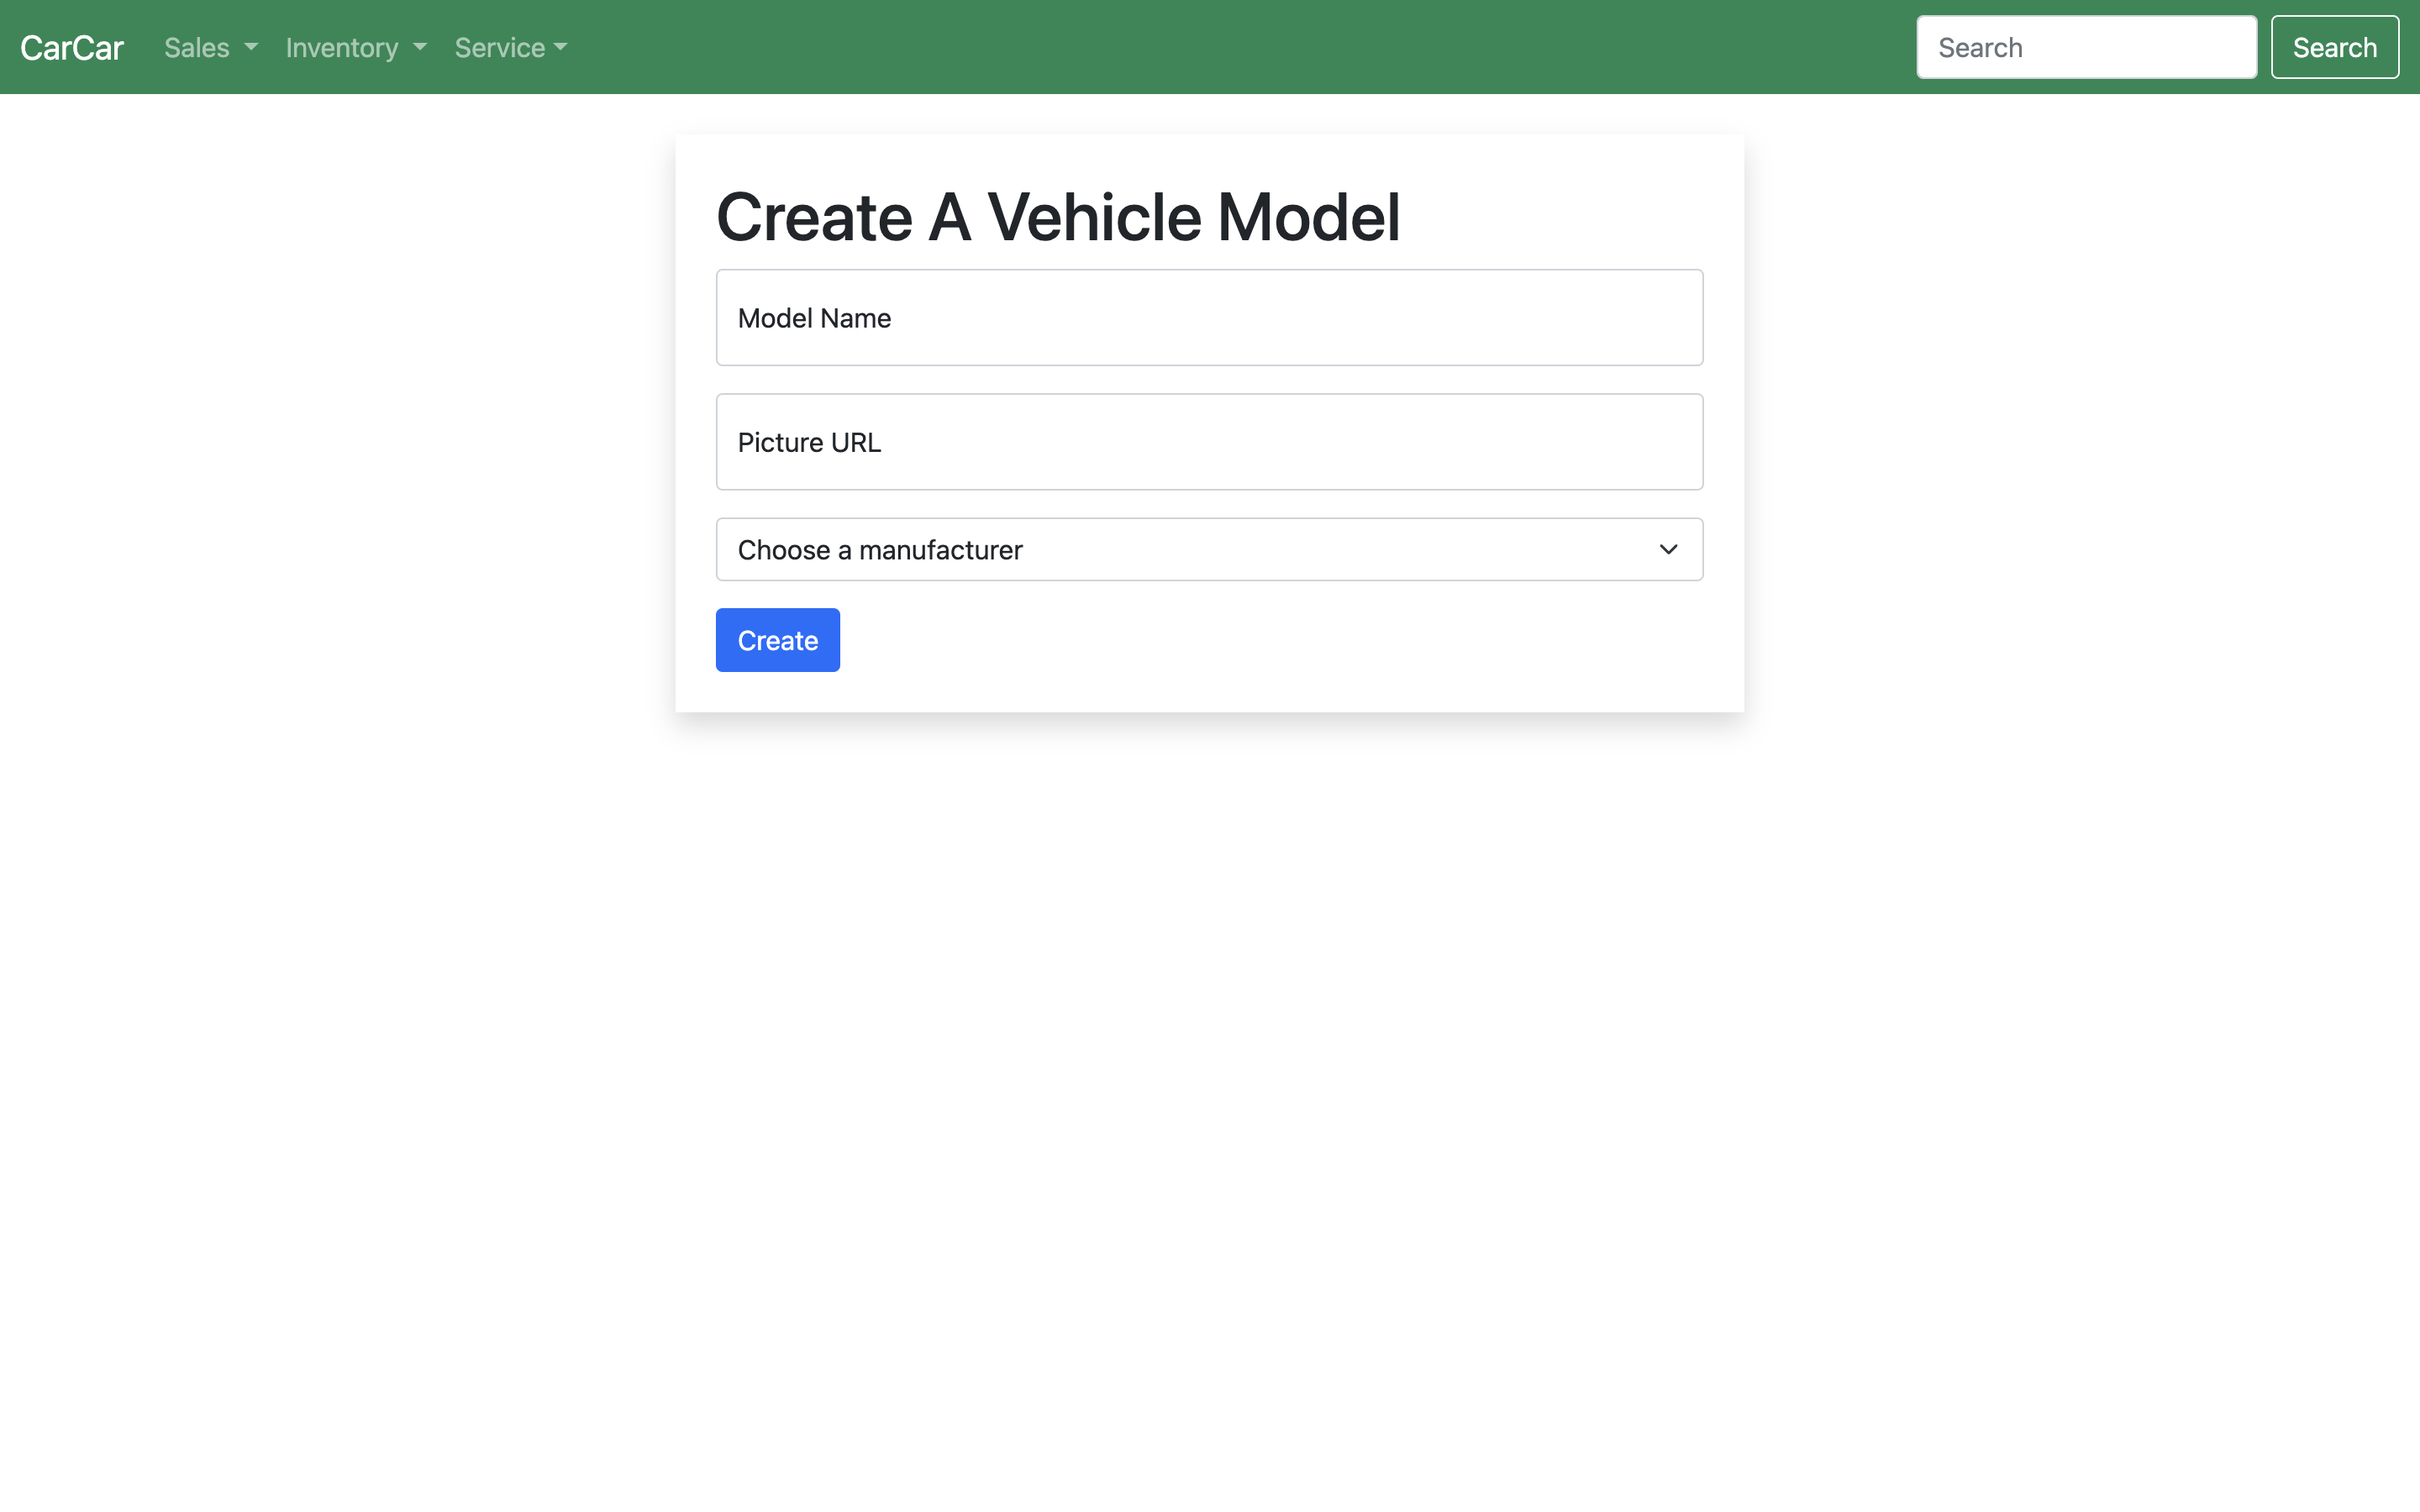 CarCar Sales Inventory Service Search Search
Create A Vehicle Model
Model Name
Picture URL
Choose a manufacturer
Create